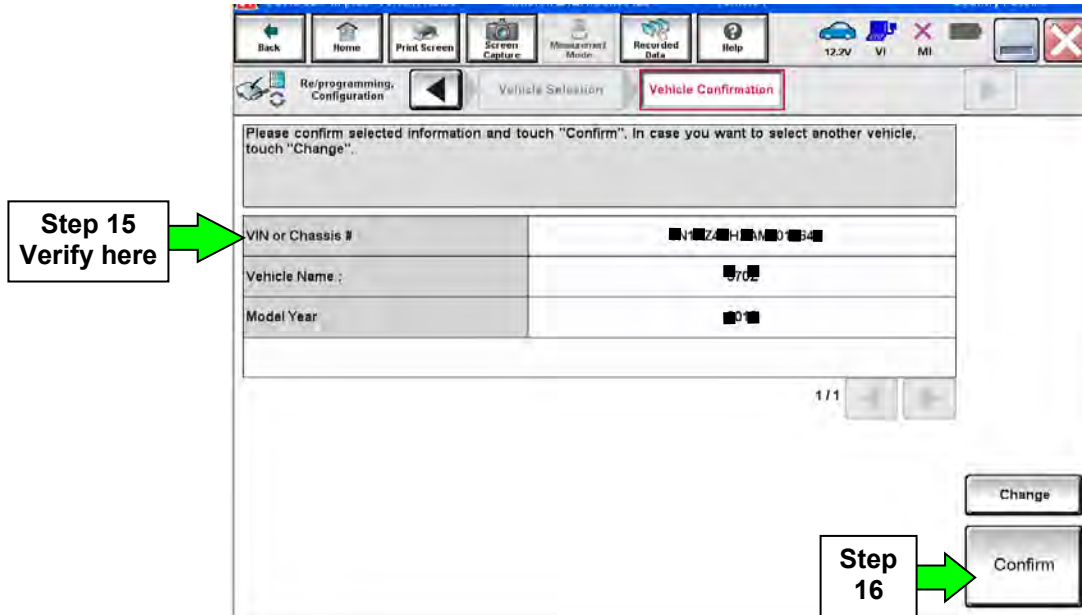 Back
Home
Print Screen
Screen Capture
Measurement Mode
Recorded Data
Help
12.2V
VI
MI
Re/programming, Configuration
Vehicle Selection
Vehicle Confirmation
Please confirm selected information and touch "Confirm". In case you want to select another vehicle,
touch "Change".
Step 15
Verify here
VIN or Chassis #
Vehicle Name :
Model Year
1/1
Change
Step
16
Confirm